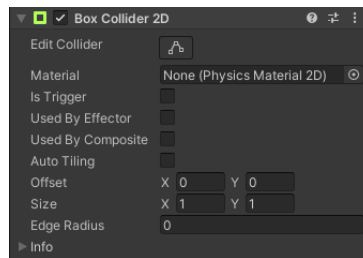 Box Collider 2D
Edit Collider
Material None (Physics Material 2D)
Is Trigger
Used By Effector
Used By Composite
Auto Tiling
Offset X 0 Y 0
Size X 1 Y 1
Edge Radius 0
Info